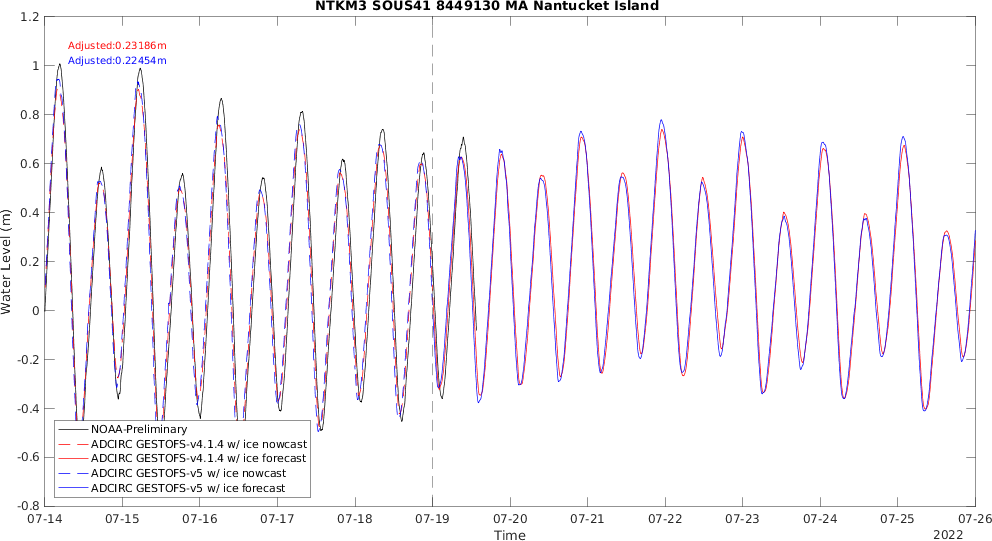 NTKM3 SOUS41 8449130 MA Nantucket Island
1.2
1
0.8
0.6
0.4
0.2
0
-0.2
-0.4
-0.6
-0.8
Water Level (m)
Adjusted:0.23186m
Adjusted:0.22454m
NOAA-Preliminary
ADCIRC GESTOFS-v4.1.4 w/ ice nowcast
ADCIRC GESTOFS-v4.1.4 w/ ice forecast
ADCIRC GESTOFS-v5 w/ ice nowcast
ADCIRC GESTOFS-v5 w/ ice forecast
07-14 07-15 07-16 07-17 07-18 07-19 07-20 07-21 07-22 07-23 07-24 07-25 07-26
Time
2022